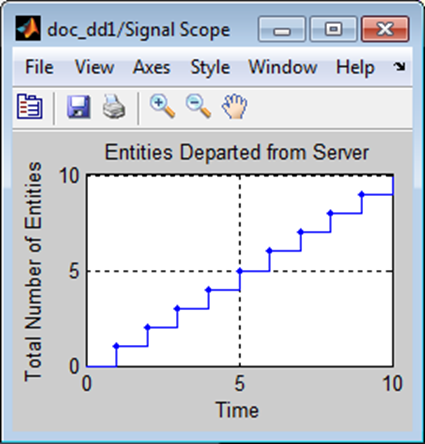 doc_dd1/Signal Scope
File View Axes Style Window Help
Entities Departed from Server
Total Number of Entities
10
5
0
0 5 10
Time